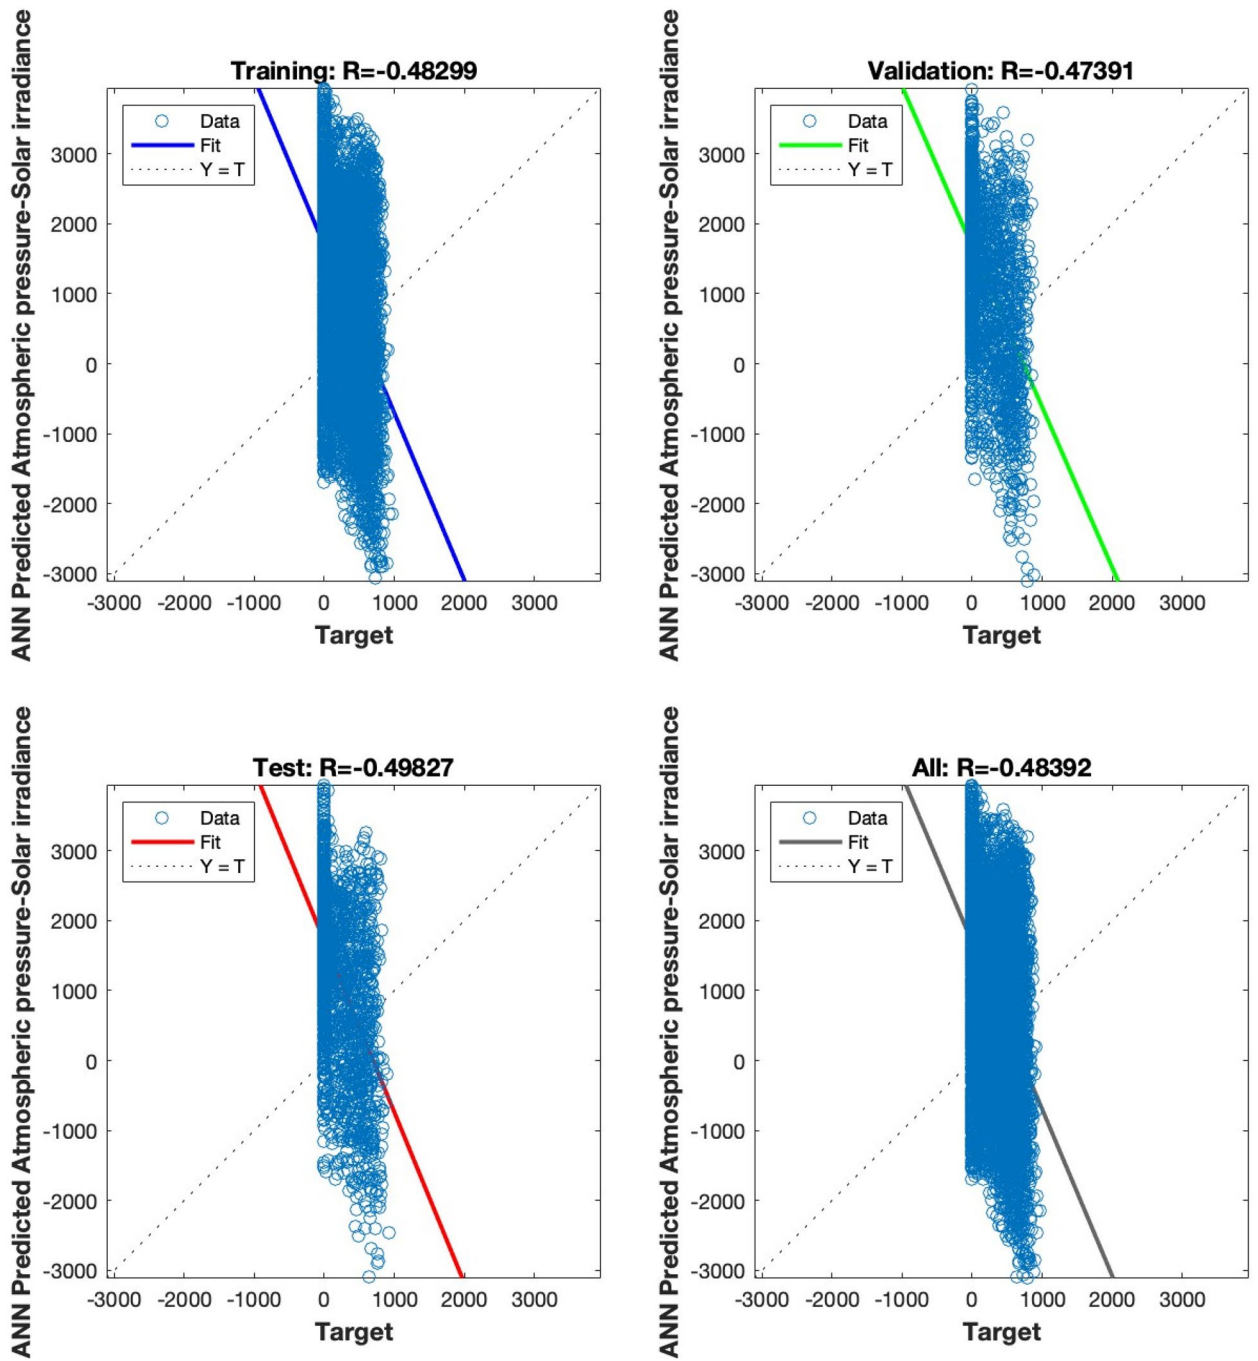 Training: R=-0.48299
ANN Predicted Atmospheric pressure-Solar irradiance
Data
Fit
Y = T
3000
2000
1000
0
-1000
-2000
-3000
-3000 -2000 -1000 0 1000 2000 3000
Target
Validation: R=-0.47391
ANN Predicted Atmospheric pressure-Solar irradiance
Data
Fit
Y = T
3000
2000
1000
0
-1000
-2000
-3000
-3000 -2000 -1000 0 1000 2000 3000
Target
Test: R=-0.49827
ANN Predicted Atmospheric pressure-Solar irradiance
Data
Fit
Y = T
3000
2000
1000
0
-1000
-2000
-3000
-3000 -2000 -1000 0 1000 2000 3000
Target
All: R=-0.48392
ANN Predicted Atmospheric pressure-Solar irradiance
Data
Fit
Y = T
3000
2000
1000
0
-1000
-2000
-3000
-3000 -2000 -1000 0 1000 2000 3000
Target